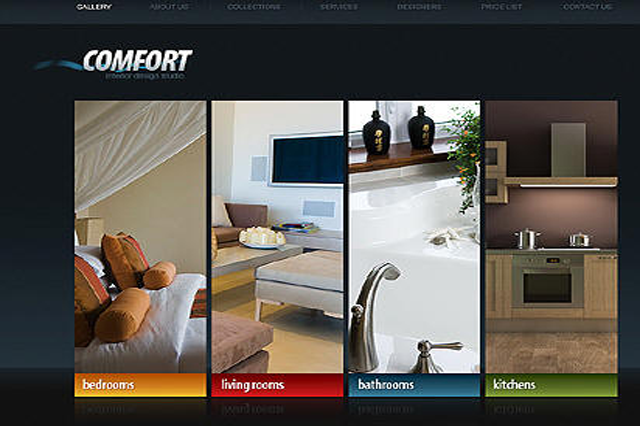 GALLERY ABOUT US COLLECTIONS SERVICES DESIGNERS PRICE LIST CONTACT US
COMFORT
interior design studio
bedrooms living rooms bathrooms kitchens